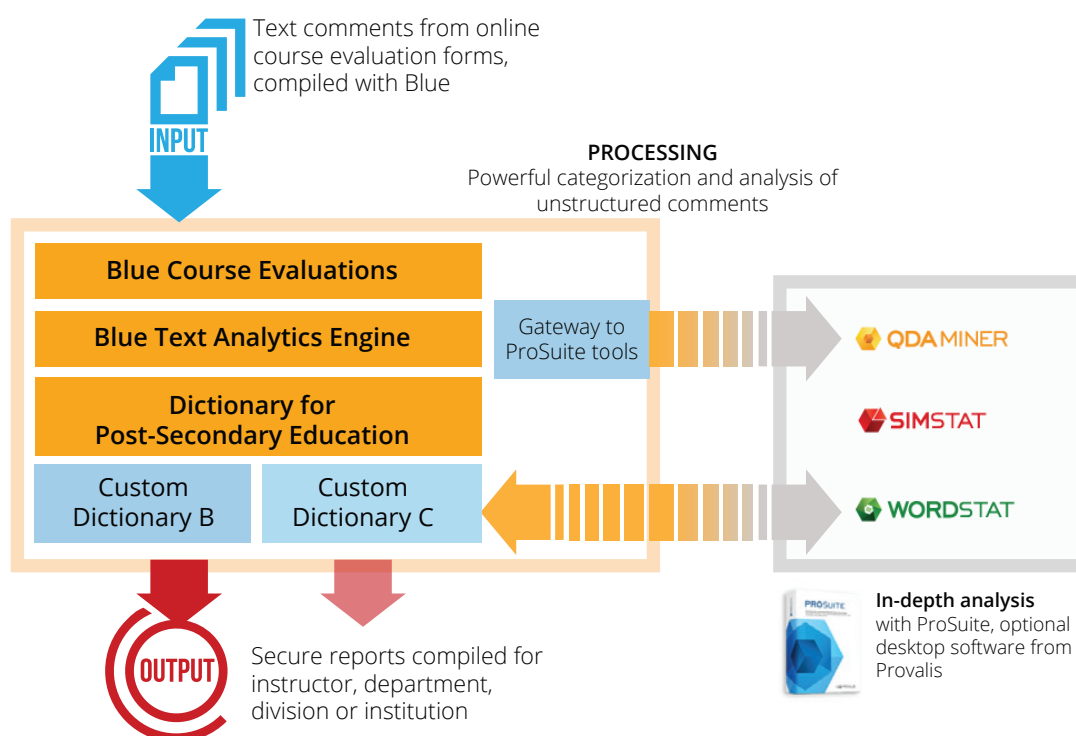 Text comments from online
course evaluation forms,
compiled with Blue
INPUT
PROCESSING
Powerful categorization and analysis of
unstructured comments
Blue Course Evaluations
Blue Text Analytics Engine
Gateway to
ProSuite tools
Dictionary for
Post-Secondary Education
Custom
Dictionary B
Custom
Dictionary C
QDA MINER
SIMSTAT
WORDSTAT
PROSUITE
In-depth analysis
with ProSuite, optional
desktop software from
Provalis
OUTPUT
Secure reports compiled for
instructor, department,
division or institution